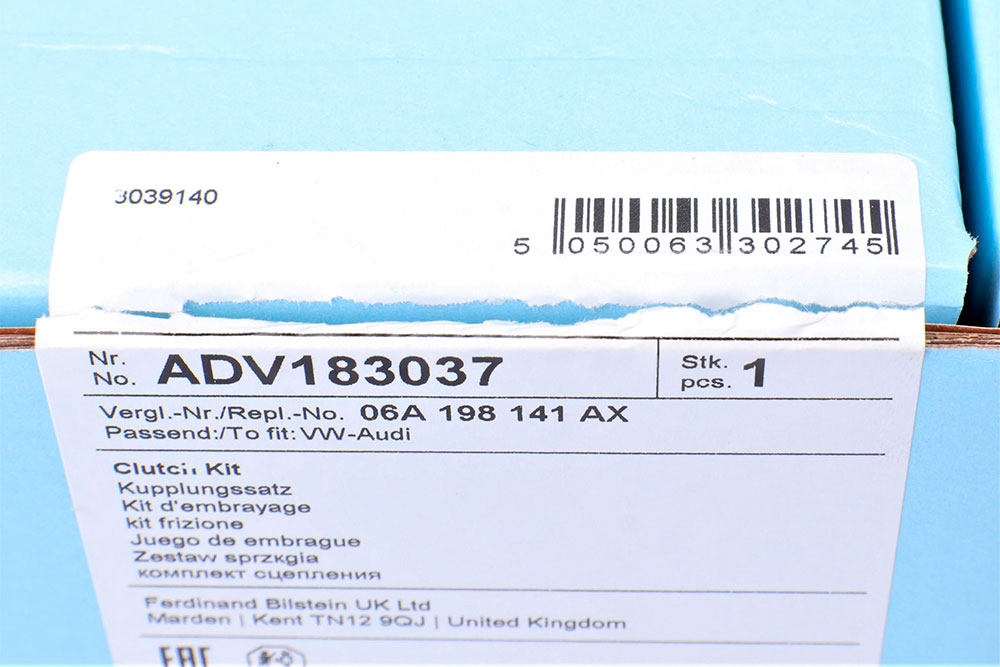 3039140
5 050063 302745
Nr. No. ADV183037 Stk. pcs. 1
Vergl.-Nr./Repl.-No. 06A 198 141 AX
Passend:/To fit: VW-Audi
Clutch Kit
Kupplungssatz
Kit d'embrayage
kit frizione
Juego de embrague
Zestaw sprzкgia
комплект сцепления
Ferdinand Bilstein UK Ltd
Marden | Kent TN12 9QJ | United Kingdom
EAC